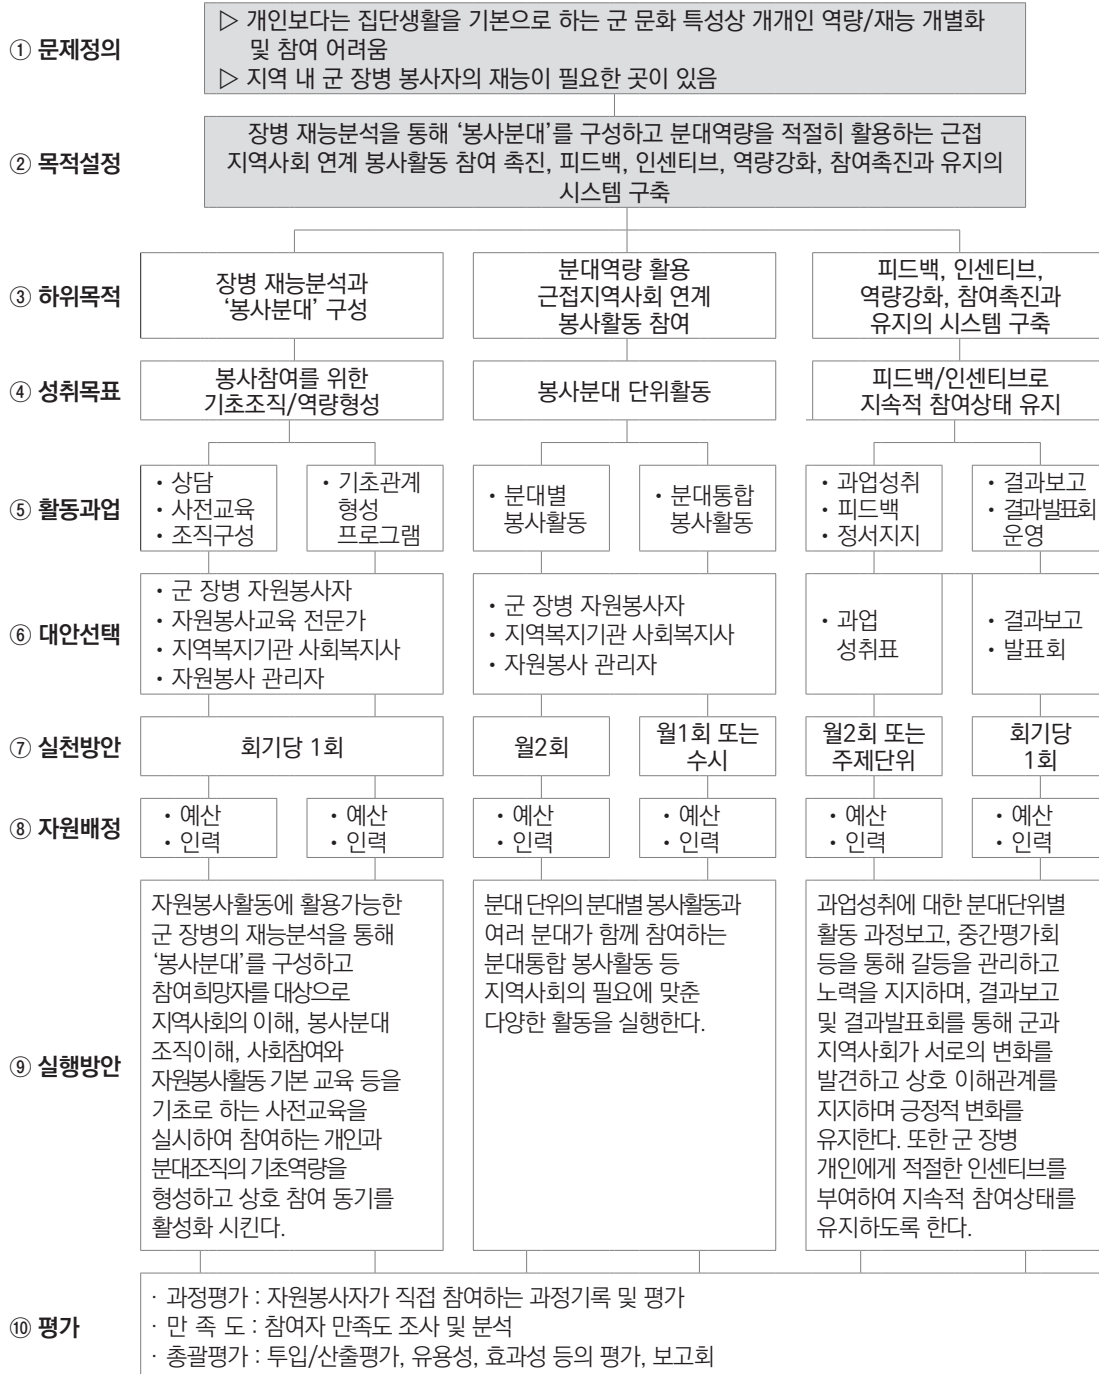 ① 문제정의
▷ 개인보다는 집단생활을 기본으로 하는 군 문화 특성상 개개인 역량/재능 개별화
및 참여 어려움
▷ 지역 내 군 장병 봉사자의 재능이 필요한 곳이 있음
② 목적설정
장병 재능분석을 통해 ‘봉사분대’를 구성하고 분대역량을 적절히 활용하는 근접
지역사회 연계 봉사활동 참여 촉진, 피드백, 인센티브, 역량강화, 참여촉진과 유지의
시스템 구축
③ 하위목적
장병 재능분석과
‘봉사분대’ 구성
분대역량 활용
근접지역사회 연계
봉사활동 참여
피드백, 인센티브,
역량강화, 참여촉진과
유지의 시스템 구축
④ 성취목표
봉사참여를 위한
기초조직/역량형성
봉사분대 단위활동
피드백/인센티브로
지속적 참여상태 유지
⑤ 활동과업
・상담
・사전교육
・조직구성
・기초관계
형성
프로그램
・분대별
봉사활동
・분대통합
봉사활동
・과업성취
・피드백
・정서지지
・결과보고
・결과발표회
운영
⑥ 대안선택
・군 장병 자원봉사자
・자원봉사교육 전문가
・지역복지기관 사회복지사
・자원봉사 관리자
・군 장병 자원봉사자
・지역복지기관 사회복지사
・자원봉사 관리자
・과업
성취표
・결과보고
・발표회
⑦ 실천방안
회기당 1회
월2회
월1회 또는
수시
월2회 또는
주제단위
회기당
1회
⑧ 자원배정
・예산
・인력
・예산
・인력
・예산
・인력
・예산
・인력
・예산
・인력
・예산
・인력
⑨ 실행방안
자원봉사활동에 활용가능한
군 장병의 재능분석을 통해
‘봉사분대’를 구성하고
참여희망자를 대상으로
지역사회의 이해, 봉사분대
조직이해, 사회참여와
자원봉사활동 기본 교육 등을
기초로 하는 사전교육을
실시하여 참여하는 개인과
분대조직의 기초역량을
형성하고 상호 참여 동기를
활성화 시킨다.
분대 단위의 분대별 봉사활동과
여러 분대가 함께 참여하는
분대통합 봉사활동 등
지역사회의 필요에 맞춘
다양한 활동을 실행한다.
과업성취에 대한 분대단위별
활동 과정보고, 중간평가회
등을 통해 갈등을 관리하고
노력을 지지하며, 결과보고
및 결과발표회를 통해 군과
지역사회가 서로의 변화를
발견하고 상호 이해관계를
지지하며 긍정적 변화를
유지한다. 또한 군 장병
개인에게 적절한 인센티브를
부여하여 지속적 참여상태를
유지하도록 한다.
⑩ 평가
· 과정평가 : 자원봉사자가 직접 참여하는 과정기록 및 평가
· 만 족 도 : 참여자 만족도 조사 및 분석
· 총괄평가 : 투입/산출평가, 유용성, 효과성 등의 평가, 보고회